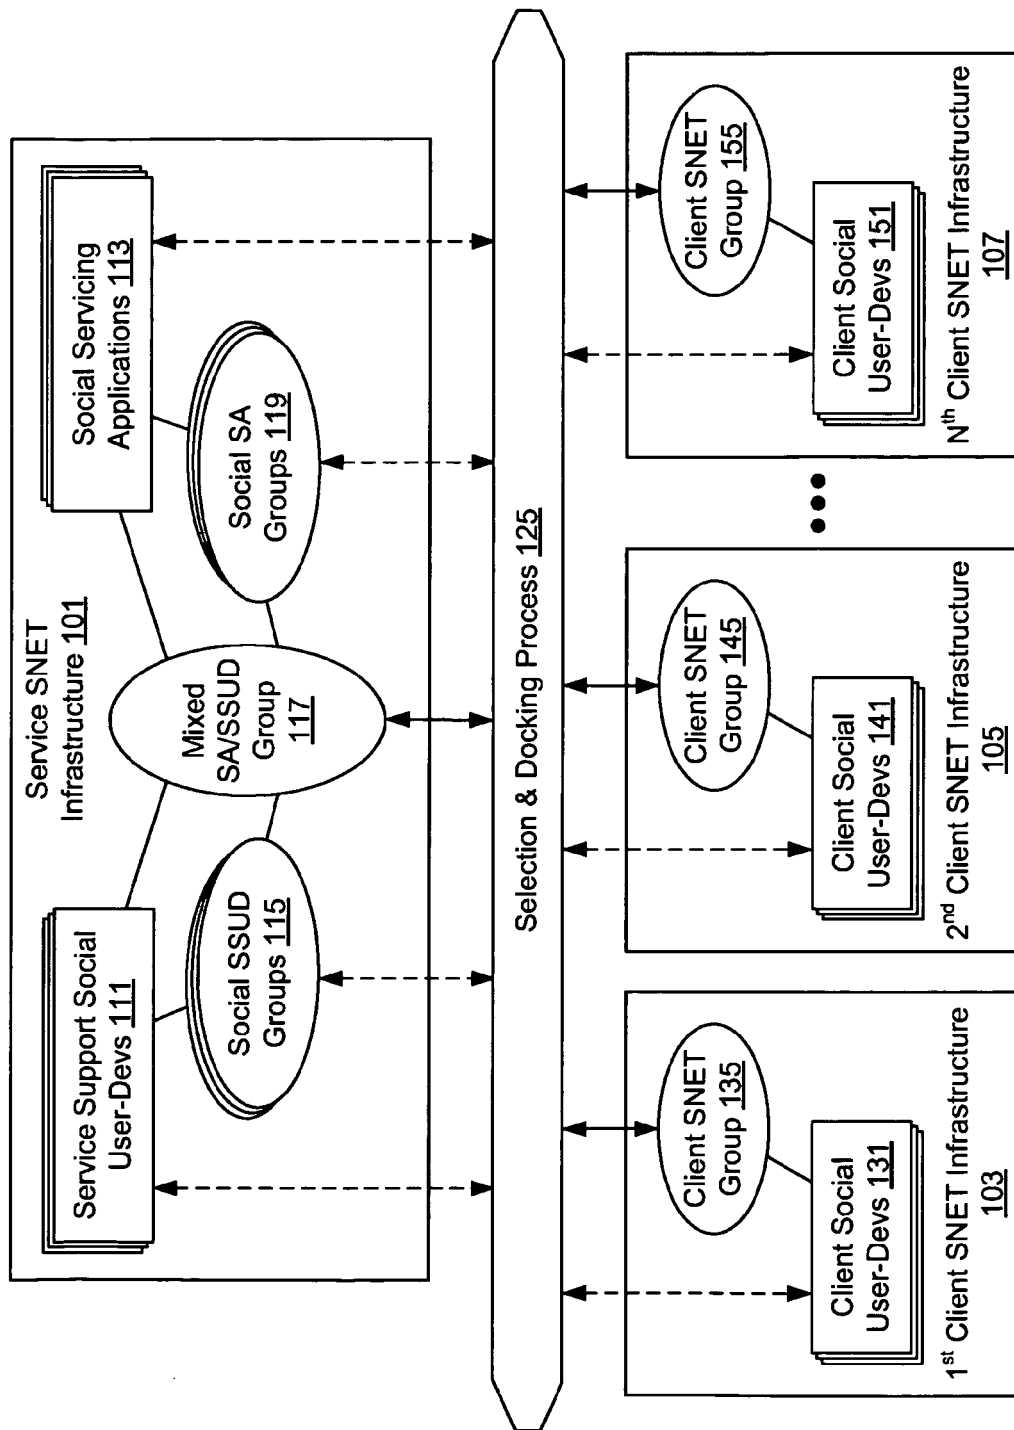 Service SNET
Infrastructure 101
Service Support Social
User-Devs 111
Social Servicing
Applications 113
Mixed
SA/SSUD
Group
117
Social SSUD
Groups 115
Social SA
Groups 119
Selection & Docking Process 125
Client SNET
Group 135
Client Social
User-Devs 131
1st Client SNET Infrastructure
103
Client SNET
Group 145
Client Social
User-Devs 141
2nd Client SNET Infrastructure
105
Client SNET
Group 155
Client Social
User-Devs 151
Nth Client SNET Infrastructure
107